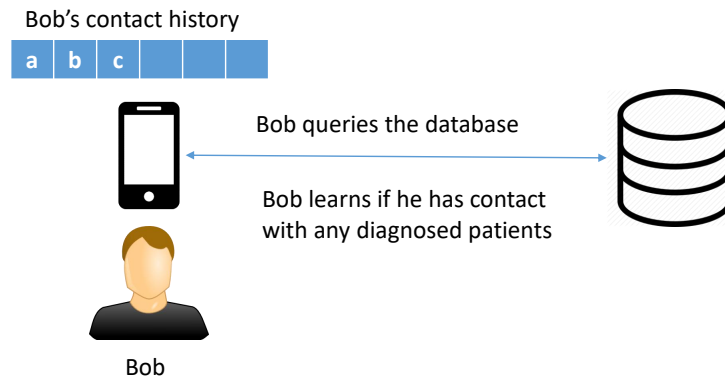 Bob’s contact history
a b c
Bob queries the database
Bob learns if he has contact
with any diagnosed patients
Bob